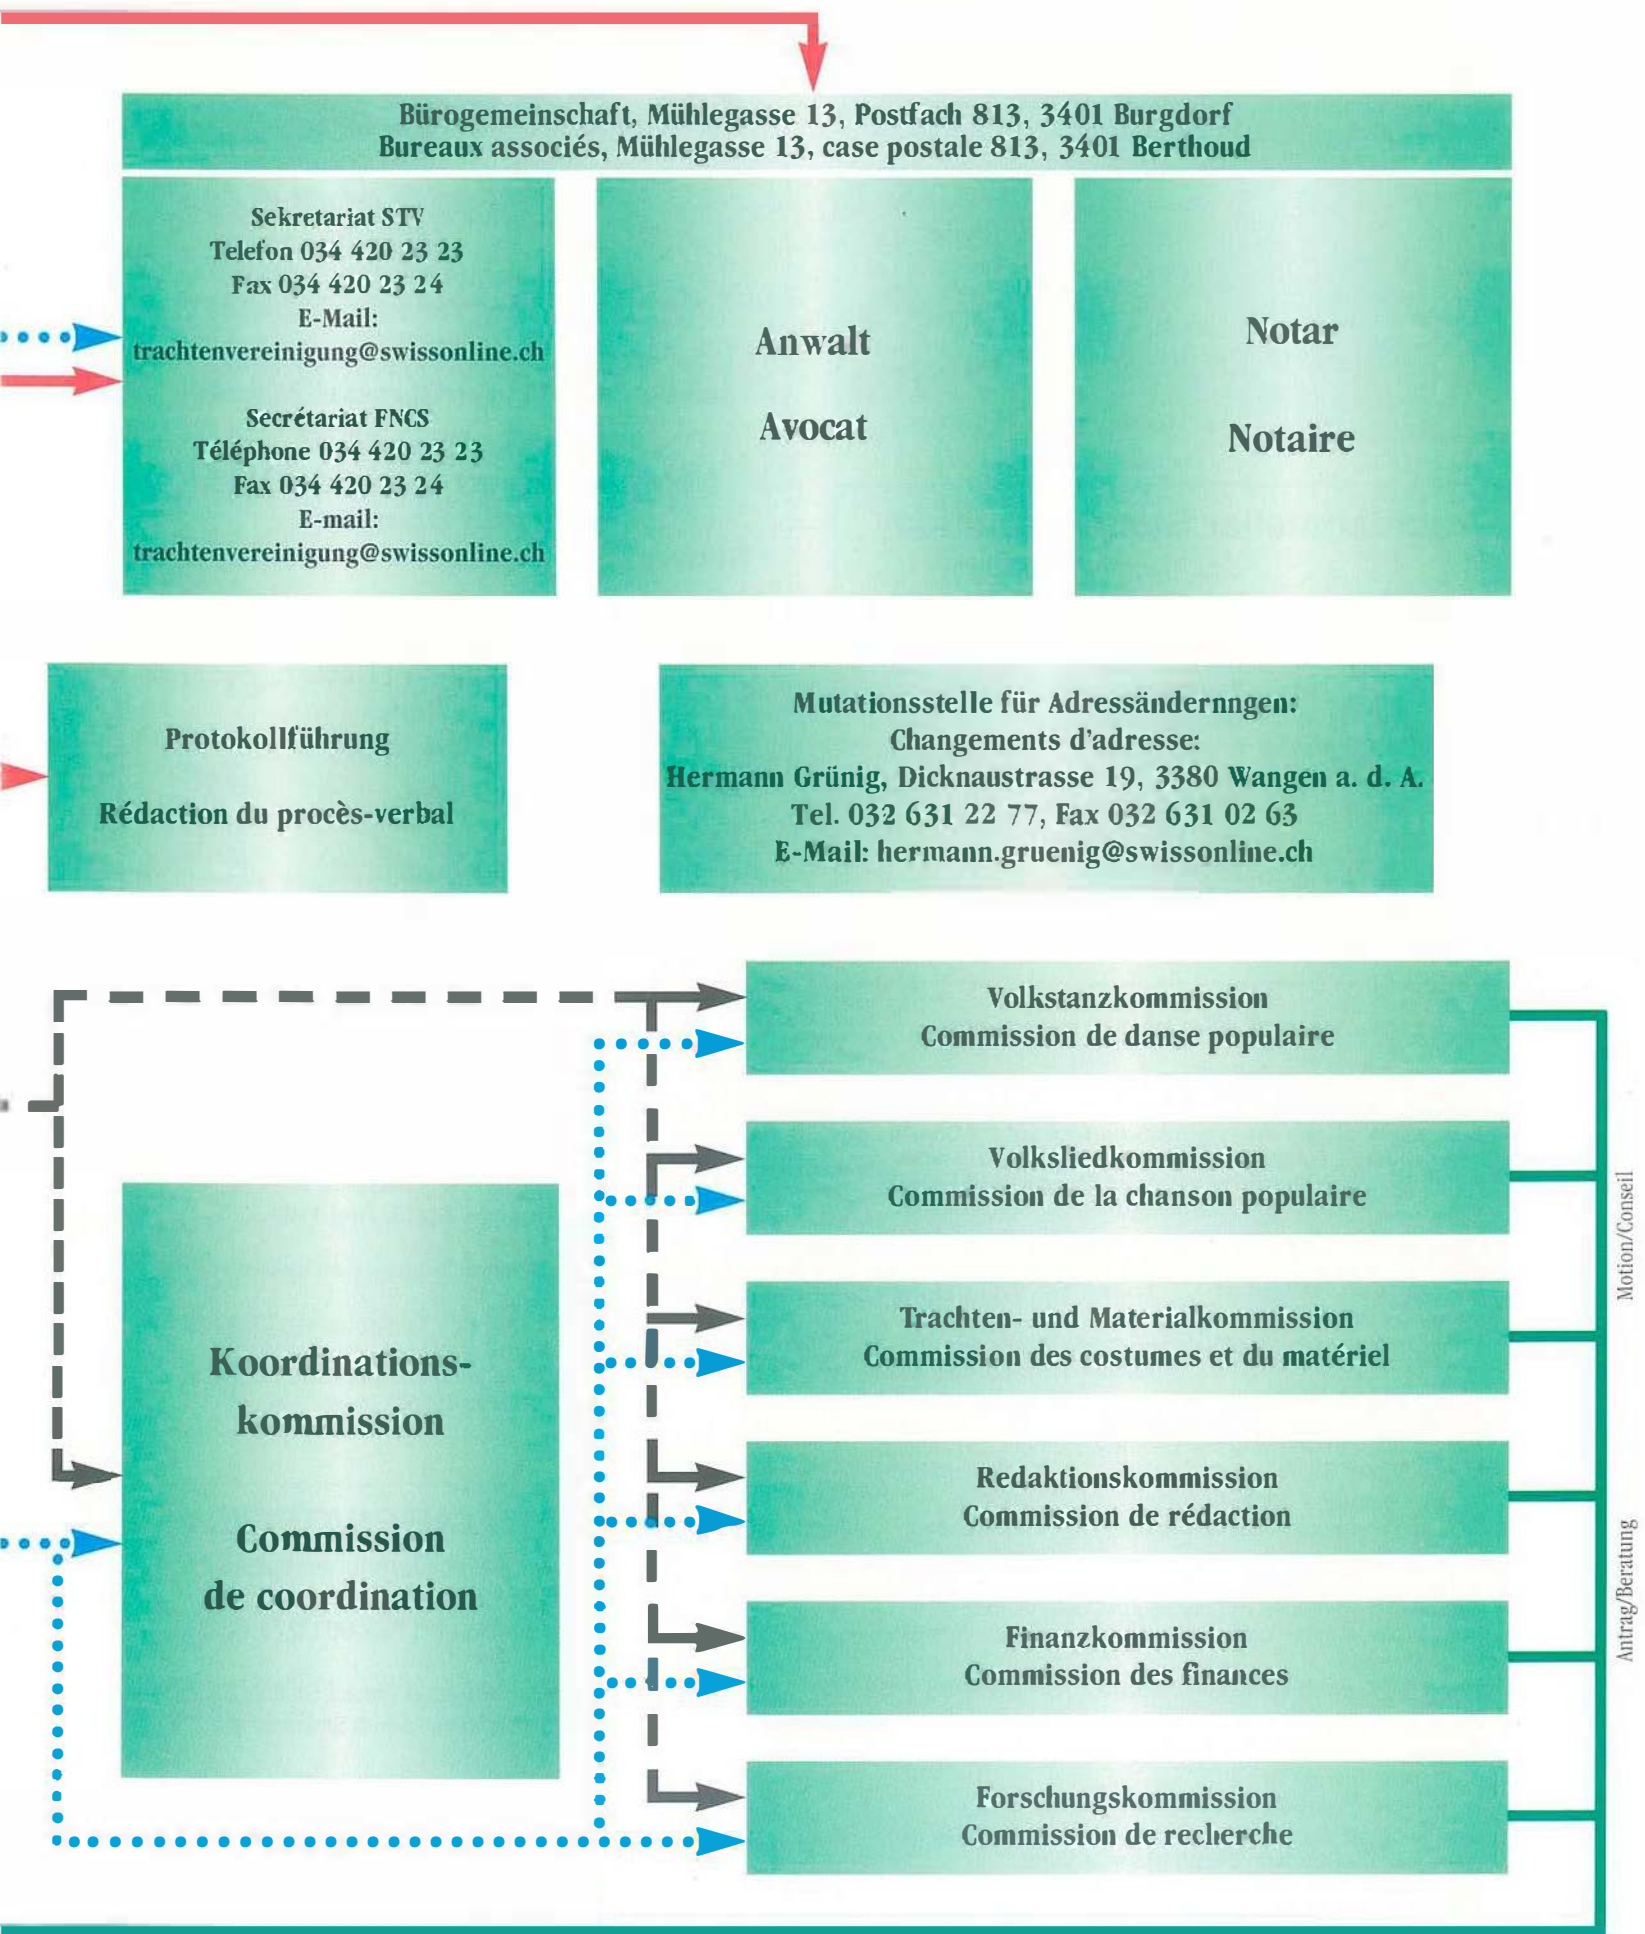 Bürogemeinschaft, Mühlegasse 13, Postfach 813, 3401 Burgdorf
Bureaux associés, Mühlegasse 13, case postale 813, 3401 Berthoud
Sekretariat STV
Telefon 034 420 23 23
Fax 034 420 23 24
E-Mail:
trachtenvereinigung@swissonline.ch
Secrétariat FNCS
Téléphone 034 420 23 23
Fax 034 420 23 24
E-mail:
trachtenvereinigung@swissonline.ch
Anwalt
Avocat
Notar
Notaire
Protokollführung
Rédaction du procès-verbal
Mutationsstelle für Adressändernngen:
Changements d'adresse:
Hermann Grünig, Dicknaustrasse 19, 3380 Wangen a. d. A.
Tel. 032 631 22 77, Fax 032 631 02 63
E-Mail: hermann.gruenig@swissonline.ch
Koordinations-
kommission
Commission
de coordination
Volkstanzkommission
Commission de danse populaire
Volksliedkommission
Commission de la chanson populaire
Trachten- und Materialkommission
Commission des costumes et du matériel
Redaktionskommission
Commission de rédaction
Finanzkommission
Commission des finances
Forschungskommission
Commission de recherche
Motion/Conseil
Antrag/Beratung